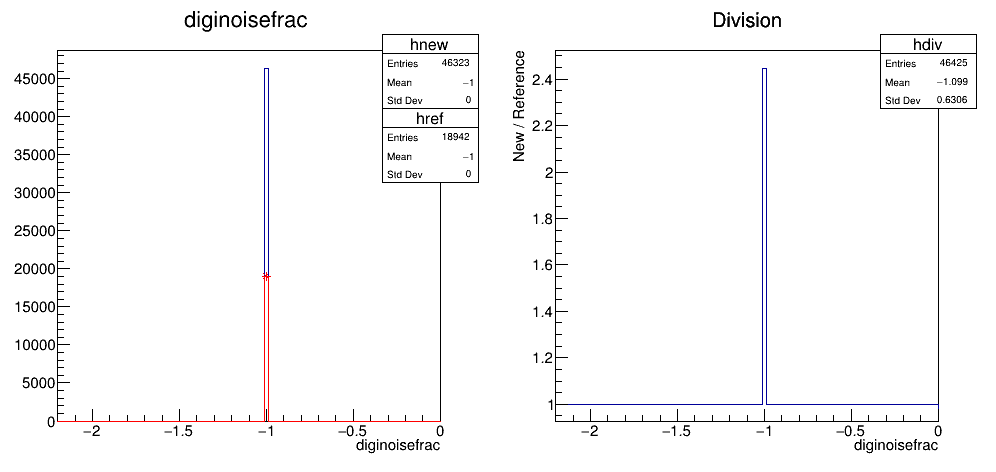 diginoisefrac
hnew
Entries 46323
Mean −1
Std Dev 0
href
Entries 18942
Mean −1
Std Dev 0
45000
40000
35000
30000
25000
20000
15000
10000
5000
0
−2 −1.5 −1 −0.5 0
diginoisefrac
Division
hdiv
Entries 46425
Mean −1.099
Std Dev 0.6306
New / Reference
2.4
2.2
2
1.8
1.6
1.4
1.2
1
−2 −1.5 −1 −0.5 0
diginoisefrac